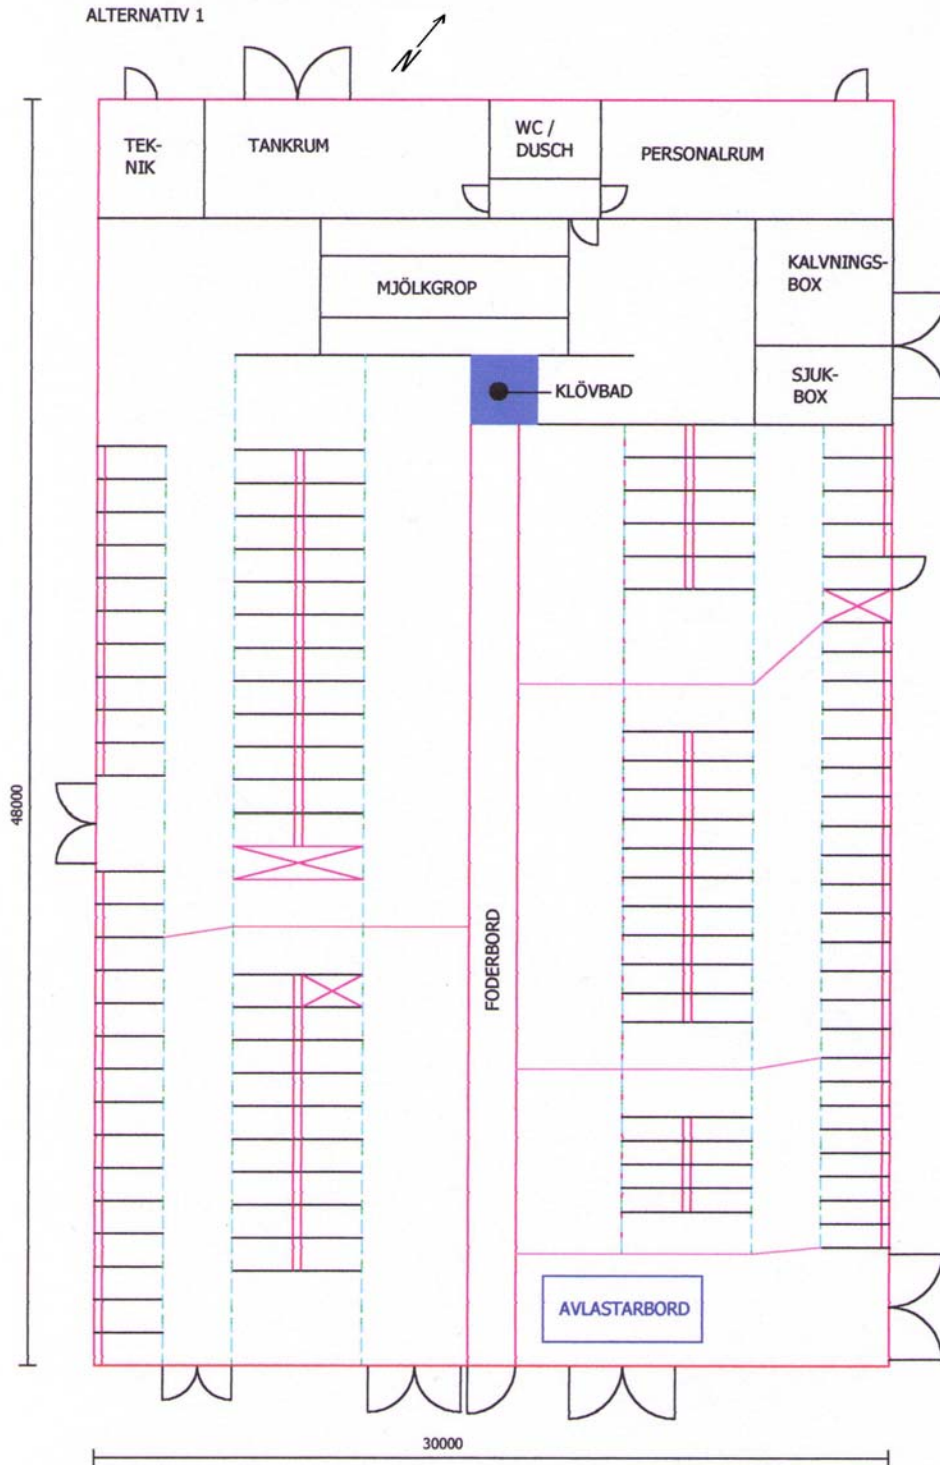 ALTERNATIV 1
N
TEK-
NIK
TANKRUM
WC /
DUSCH
PERSONALRUM
MJÖLKGROP
KALVNINGS-
BOX
SJUK-
BOX
KLÖVBAD
48000
FODERBORD
AVLASTARBORD
30000